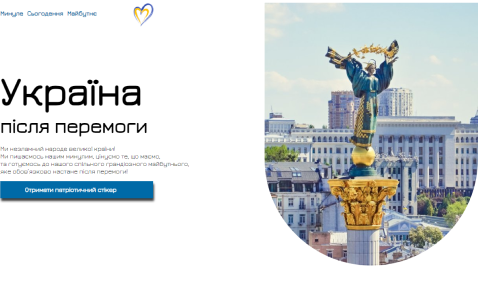 Минуле Сьогодення Майбутнє
Україна
після перемоги
Ми незламний народ великої країни!
Ми пишаємось нашим минулим, цінуємо те, що маємо,
та готуємось до нашого спільного грандіозного майбутнього,
яке обов'язково настане після перемоги!
Отримати патріотичний стікер